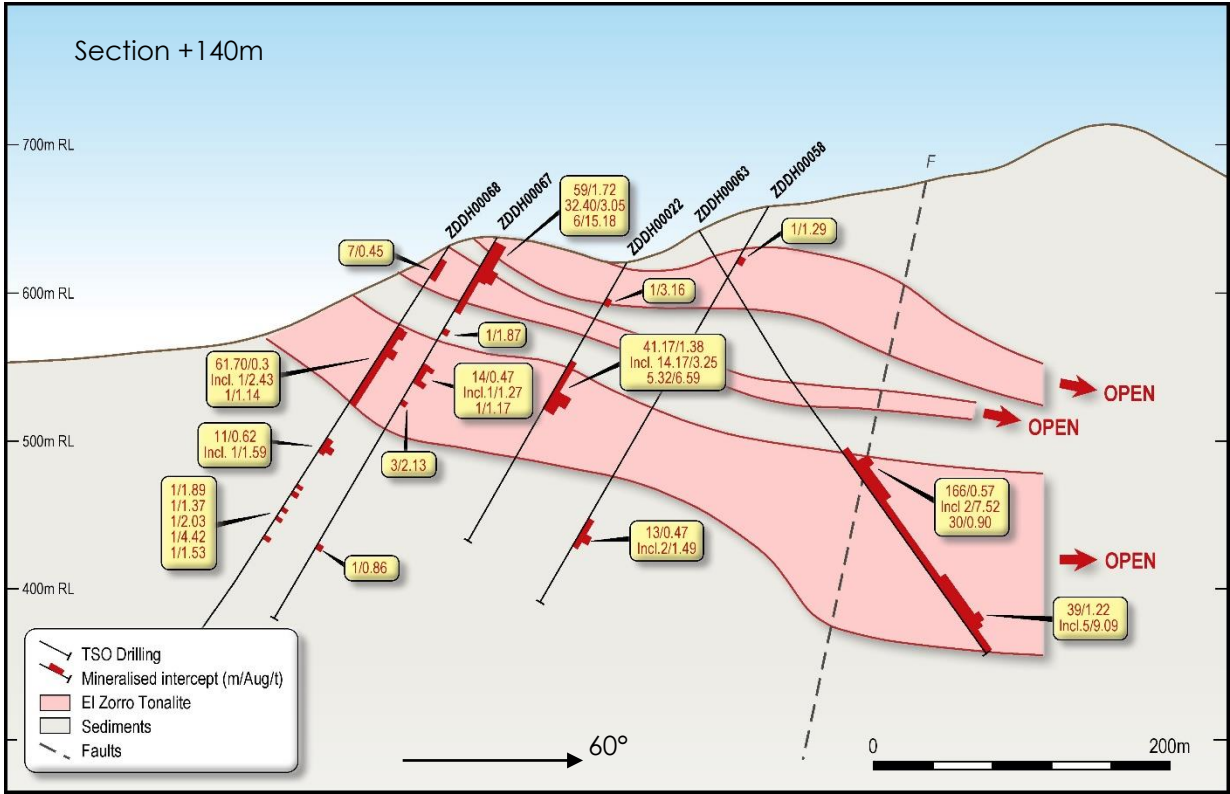 Section +140m
700m RL
600m RL
500m RL
400m RL
ZDDH00068
ZDDH00067
ZDDH00022
ZDDH00063
ZDDH00058
F
59/1.72
32.40/3.05
6/15.18
7/0.45
1/1.29
1/3.16
1/1.87
41.17/1.38
Incl. 14.17/3.25
5.32/6.59
61.70/0.3
Incl. 1/2.43
1/1.14
14/0.47
Incl.1/1.27
1/1.17
11/0.62
Incl. 1/1.59
3/2.13
1/1.89
1/1.37
1/2.03
1/4.42
1/1.53
1/0.86
13/0.47
Incl.2/1.49
166/0.57
Incl 2/7.52
30/0.90
39/1.22
Incl.5/9.09
OPEN
OPEN
OPEN
TSO Drilling
Mineralised intercept (m/Aug/t)
El Zorro Tonalite
Sediments
Faults
60°
0
200m